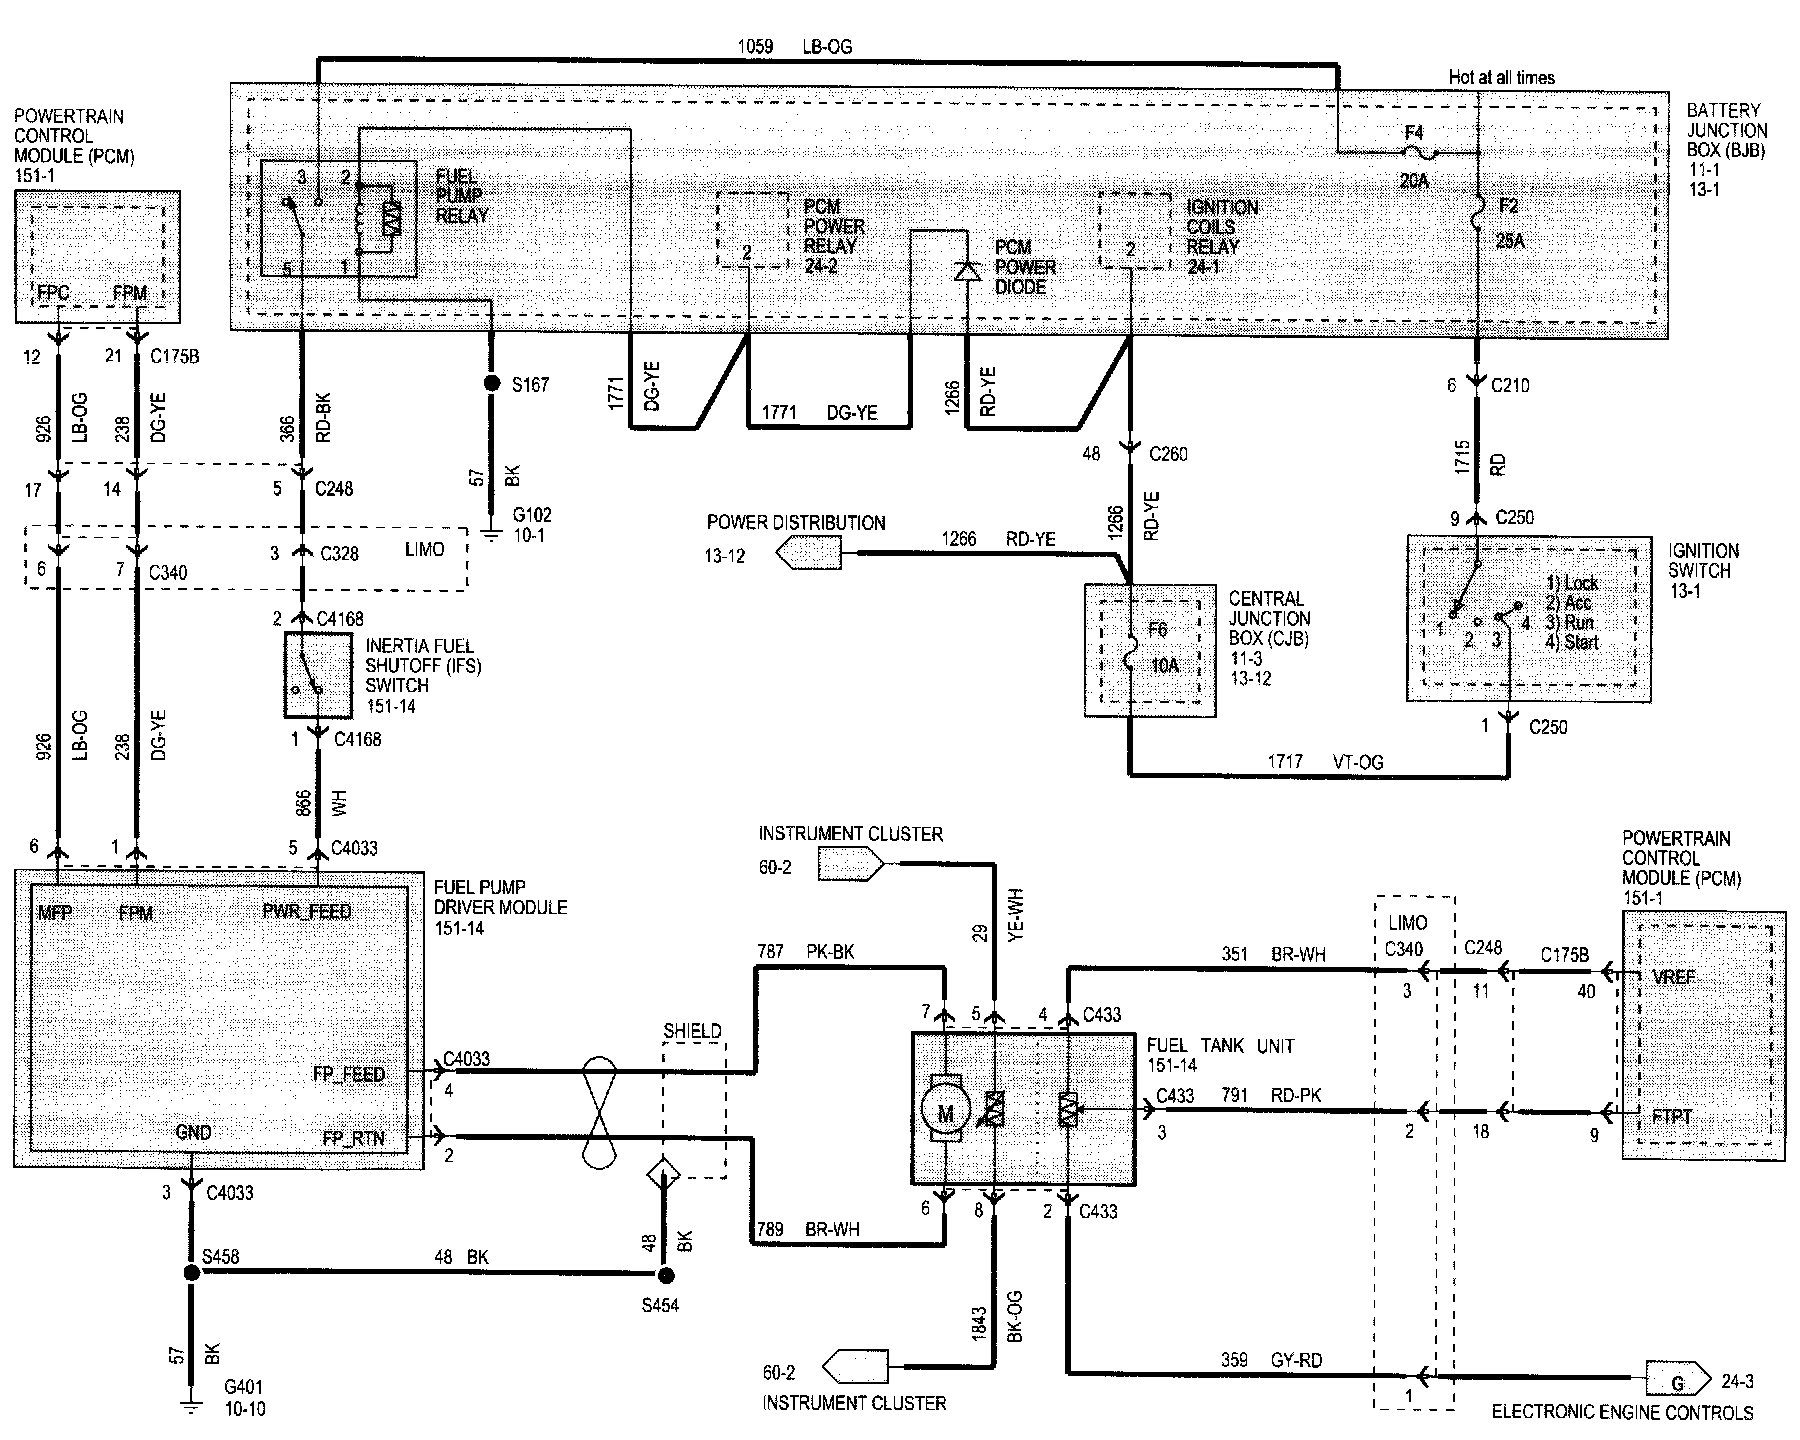 1059 LB-OG
Hot at all times
POWERTRAIN
CONTROL
MODULE (PCM)
151-1
FPC FPM
12 21 C175B
926 LB-OG
238 DG-YE
17 14
6 7 C340
LIMO
926 LB-OG
238 DG-YE
6 1
3 2
5 1
FUEL
PUMP
RELAY
366 RD-BK
5 C248
3 C328
2 C4168
INERTIA FUEL
SHUTOFF (IFS)
SWITCH
151-14
1 C4168
866 WH
5 C4033
S167
57 BK
G102
10-1
PCM
POWER
RELAY
24-2
2
PCM
POWER
DIODE
IGNITION
COILS
RELAY
24-1
2
1771 DG-YE
1771 DG-YE
1266 RD-YE
48 C260
1266 RD-YE
POWER DISTRIBUTION
13-12
1266 RD-YE
F4
20A
F2
25A
BATTERY
JUNCTION
BOX (BJB)
11-1
13-1
6 C210
1715 RD
9 C250
IGNITION
SWITCH
13-1
1) Lock
2) Acc
3) Run
4) Start
1 2 3 4
1 C250
CENTRAL
JUNCTION
BOX (CJB)
11-3
13-12
F6
10A
1717 VT-OG
FUEL PUMP
DRIVER MODULE
151-14
MFP FPM PWR_FEED
FP_FEED
FP_RTN
GND
C4033
4
2
3 C4033
S458
48 BK
57 BK
G401
10-10
SHIELD
48 BK
S454
787 PK-BK
789 BR-WH
INSTRUMENT CLUSTER
60-2
29 YE-WH
7 5 4 C433
M
FUEL TANK UNIT
151-14
C433
3
6 8 2 C433
1843 BK-OG
60-2
INSTRUMENT CLUSTER
351 BR-WH
791 RD-PK
359 GY-RD
LIMO
C340 C248 C175B
3 11 40
2 18 9
1
POWERTRAIN
CONTROL
MODULE (PCM)
151-1
VREF
FTPT
G 24-3
ELECTRONIC ENGINE CONTROLS